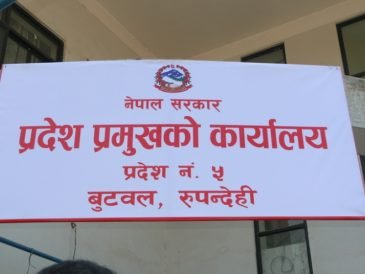 नेपाल सरकार
प्रदेश प्रमुखको कार्यालय
प्रदेश नं. ५
बुटवल, रुपन्देही